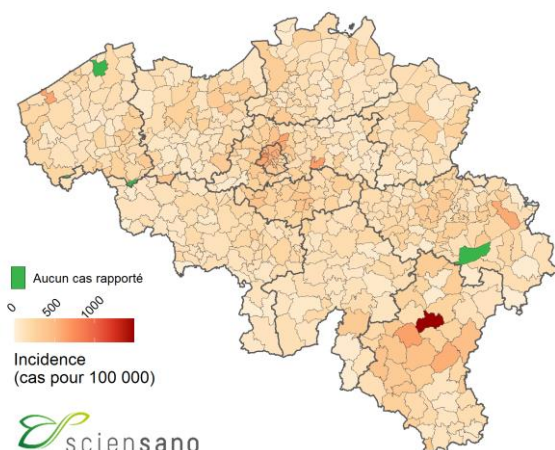 Aucun cas rapporté
0 500 1000
Incidence
(cas pour 100 000)
sciensano